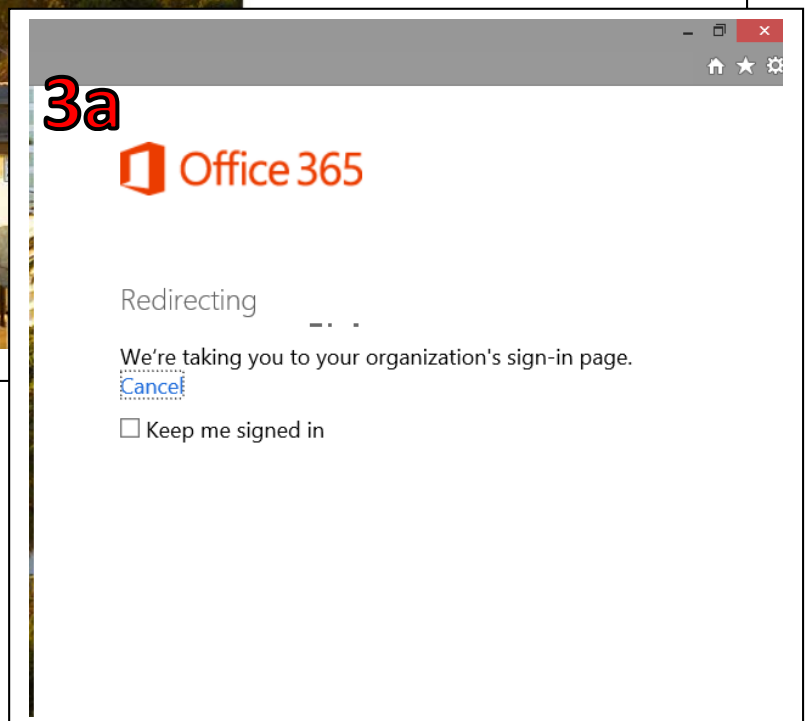 3a
Office 365
Redirecting
We're taking you to your organization's sign-in page.
Cancel
Keep me signed in